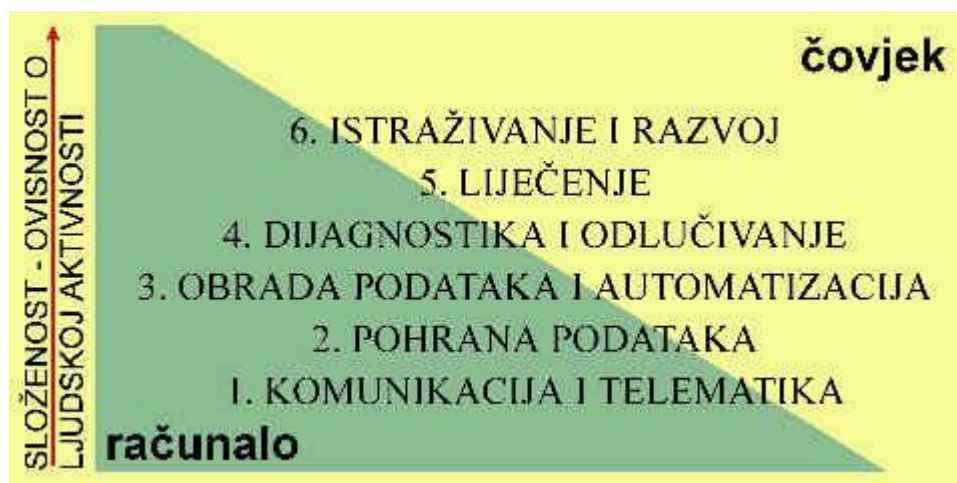 SLOŽENOST - OVISNOST O
LJUDSKOJ AKTIVNOSTI
čovjek
6. ISTRAŽIVANJE I RAZVOJ
5. LIJEČENJE
4. DIJAGNOSTIKA I ODLUČIVANJE
3. OBRADA PODATAKA I AUTOMATIZACIJA
2. POHRANA PODATAKA
1. KOMUNIKACIJA I TELEMATIKA
računalo